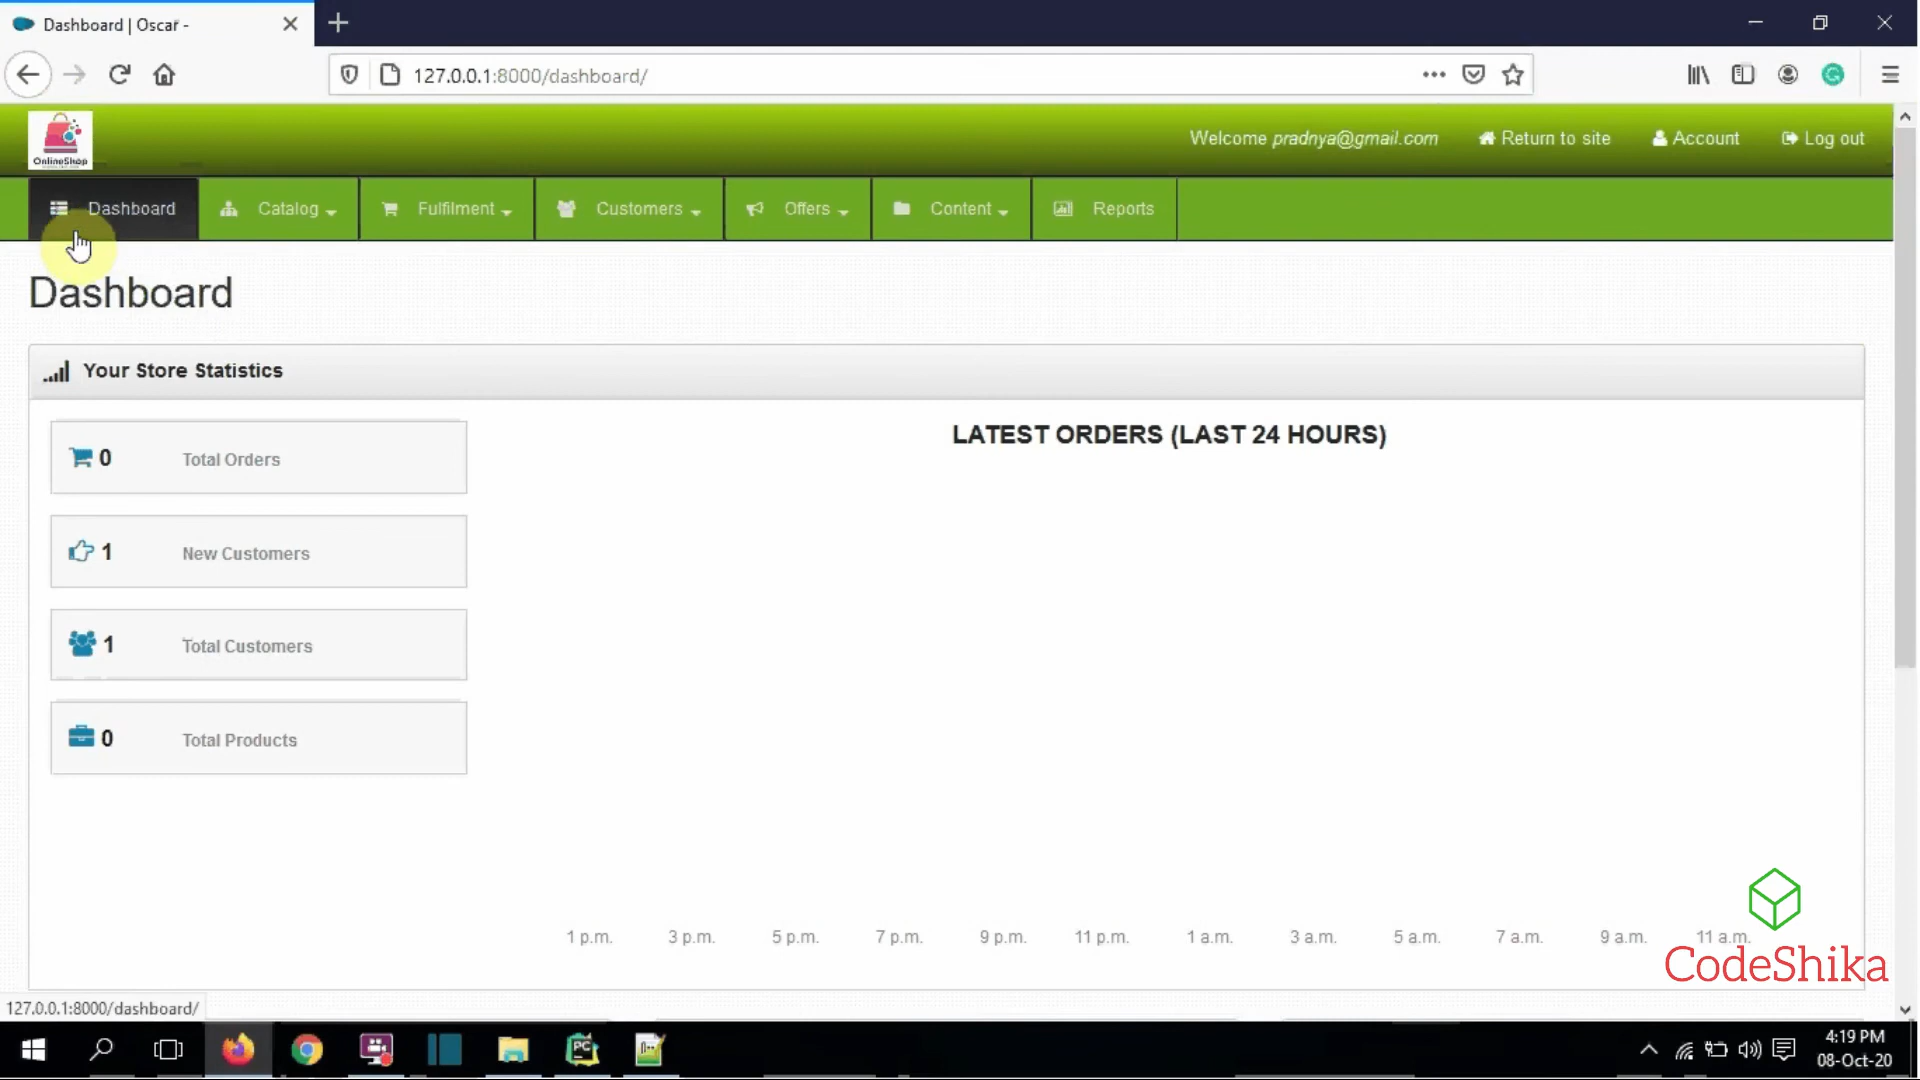 Dashboard | Oscar -
127.0.0.1:8000/dashboard/
OnlineShop
Welcome pradnya@gmail.com
Return to site
Account
Log out
Dashboard
Catalog
Fulfilment
Customers
Offers
Content
Reports
Dashboard
Your Store Statistics
LATEST ORDERS (LAST 24 HOURS)
0 Total Orders
1 New Customers
1 Total Customers
0 Total Products
1 p.m. 3 p.m. 5 p.m. 7 p.m. 9 p.m. 11 p.m. 1 a.m. 3 a.m. 5 a.m. 7 a.m. 9 a.m. 11 a.m.
CodeShika
127.0.0.1:8000/dashboard/
PC
4:19 PM
08-Oct-20